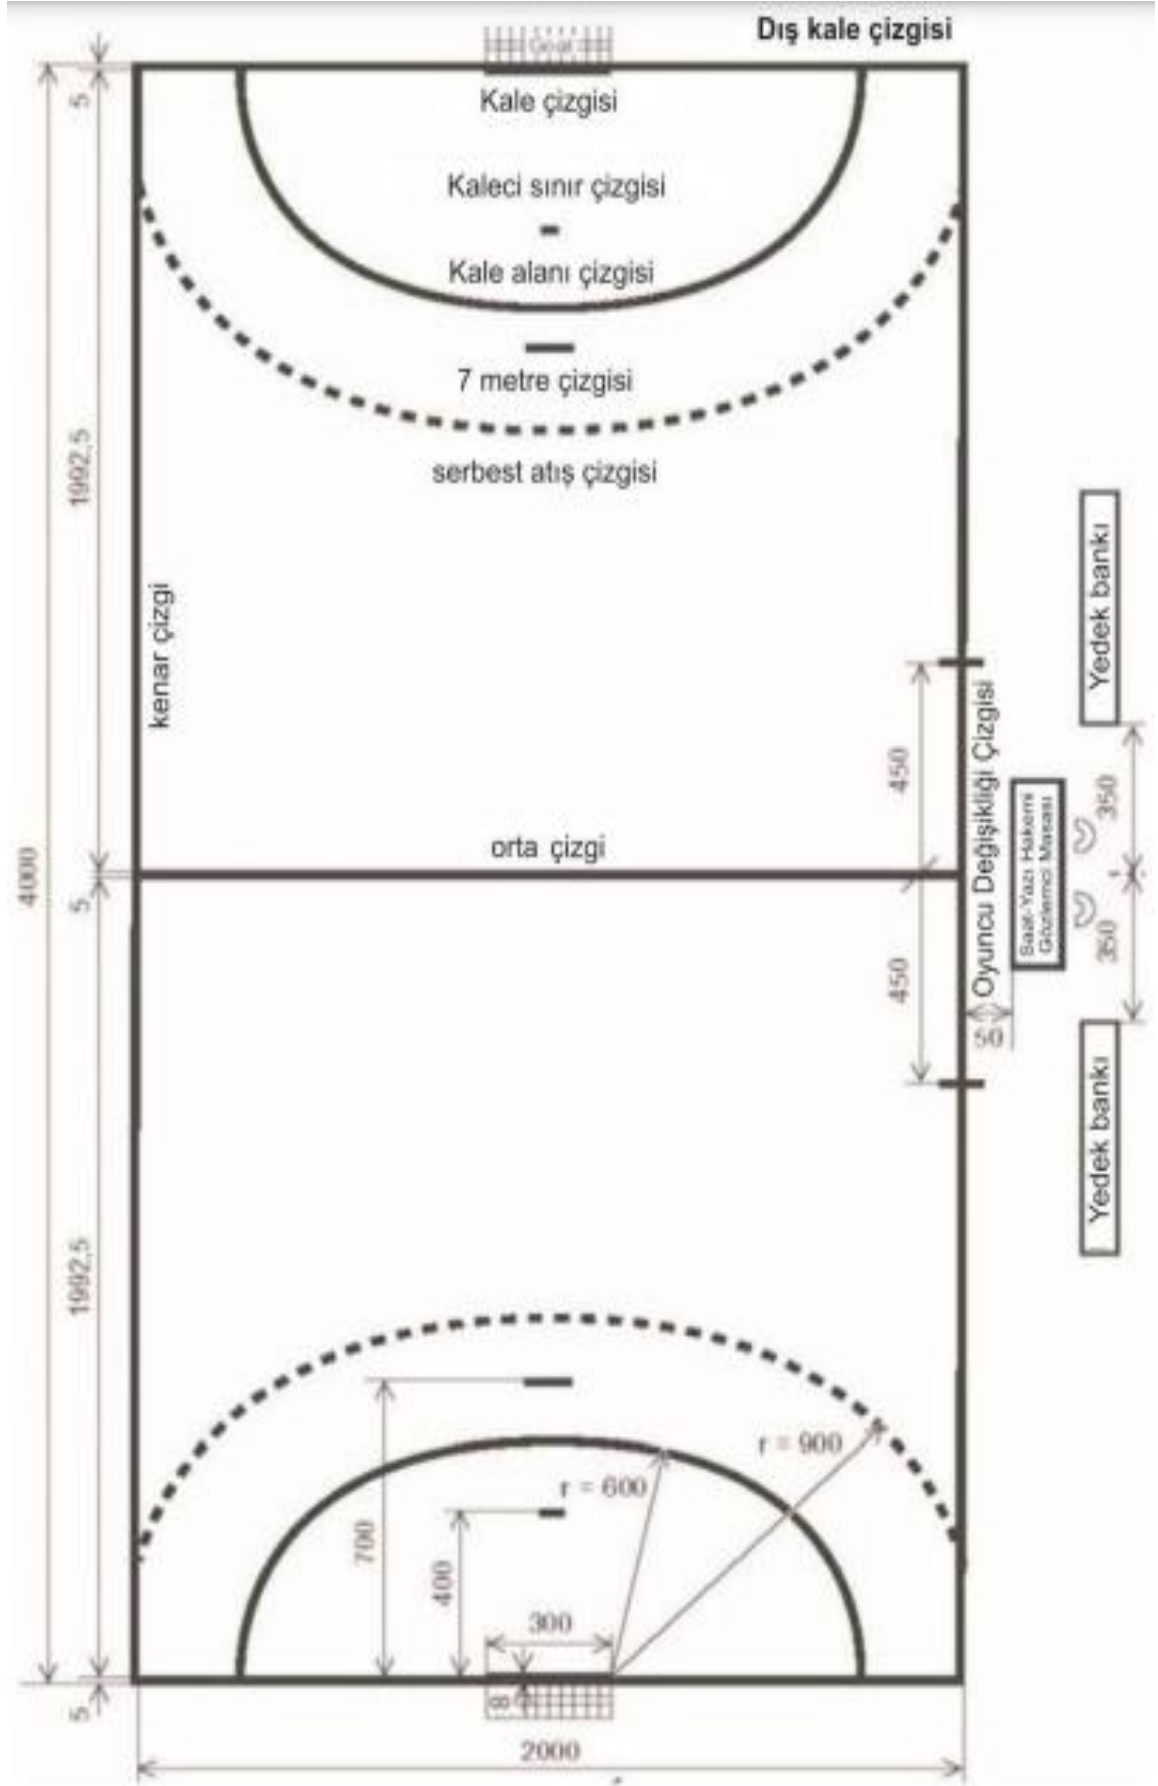 Dış kale çizgisi
Goal
5
Kale çizgisi
Kaleci sınır çizgisi
Kale alanı çizgisi
7 metre çizgisi
serbest atış çizgisi
1992,5
kenar çizgi
Yedek bankı
450
Oyuncu Değişikliği Çizgisi
350
Saat-Yazı Hakemi
Gözlemci Masası
orta çizgi
4000
5
450
350
50
Yedek bankı
1992,5
r = 900
r = 600
700
400
300
8
5
2000